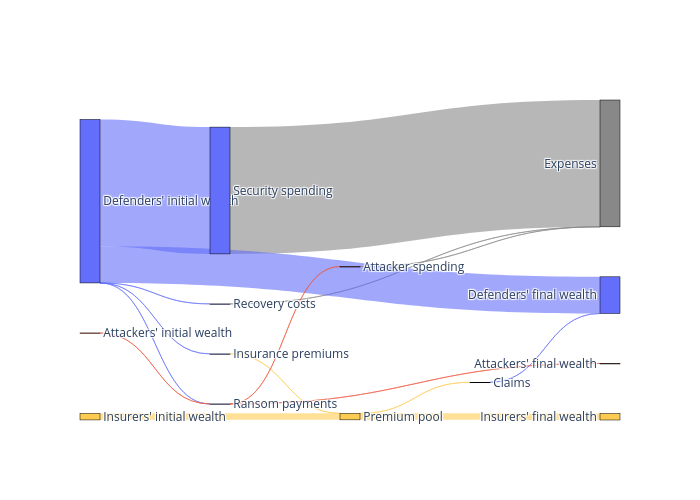 Expenses
Security spending
Defenders' initial wealth
Attacker spending
Defenders' final wealth
Recovery costs
Attackers' initial wealth
Insurance premiums
Attackers' final wealth
Claims
Ransom payments
Insurers' initial wealth
Premium pool
Insurers' final wealth